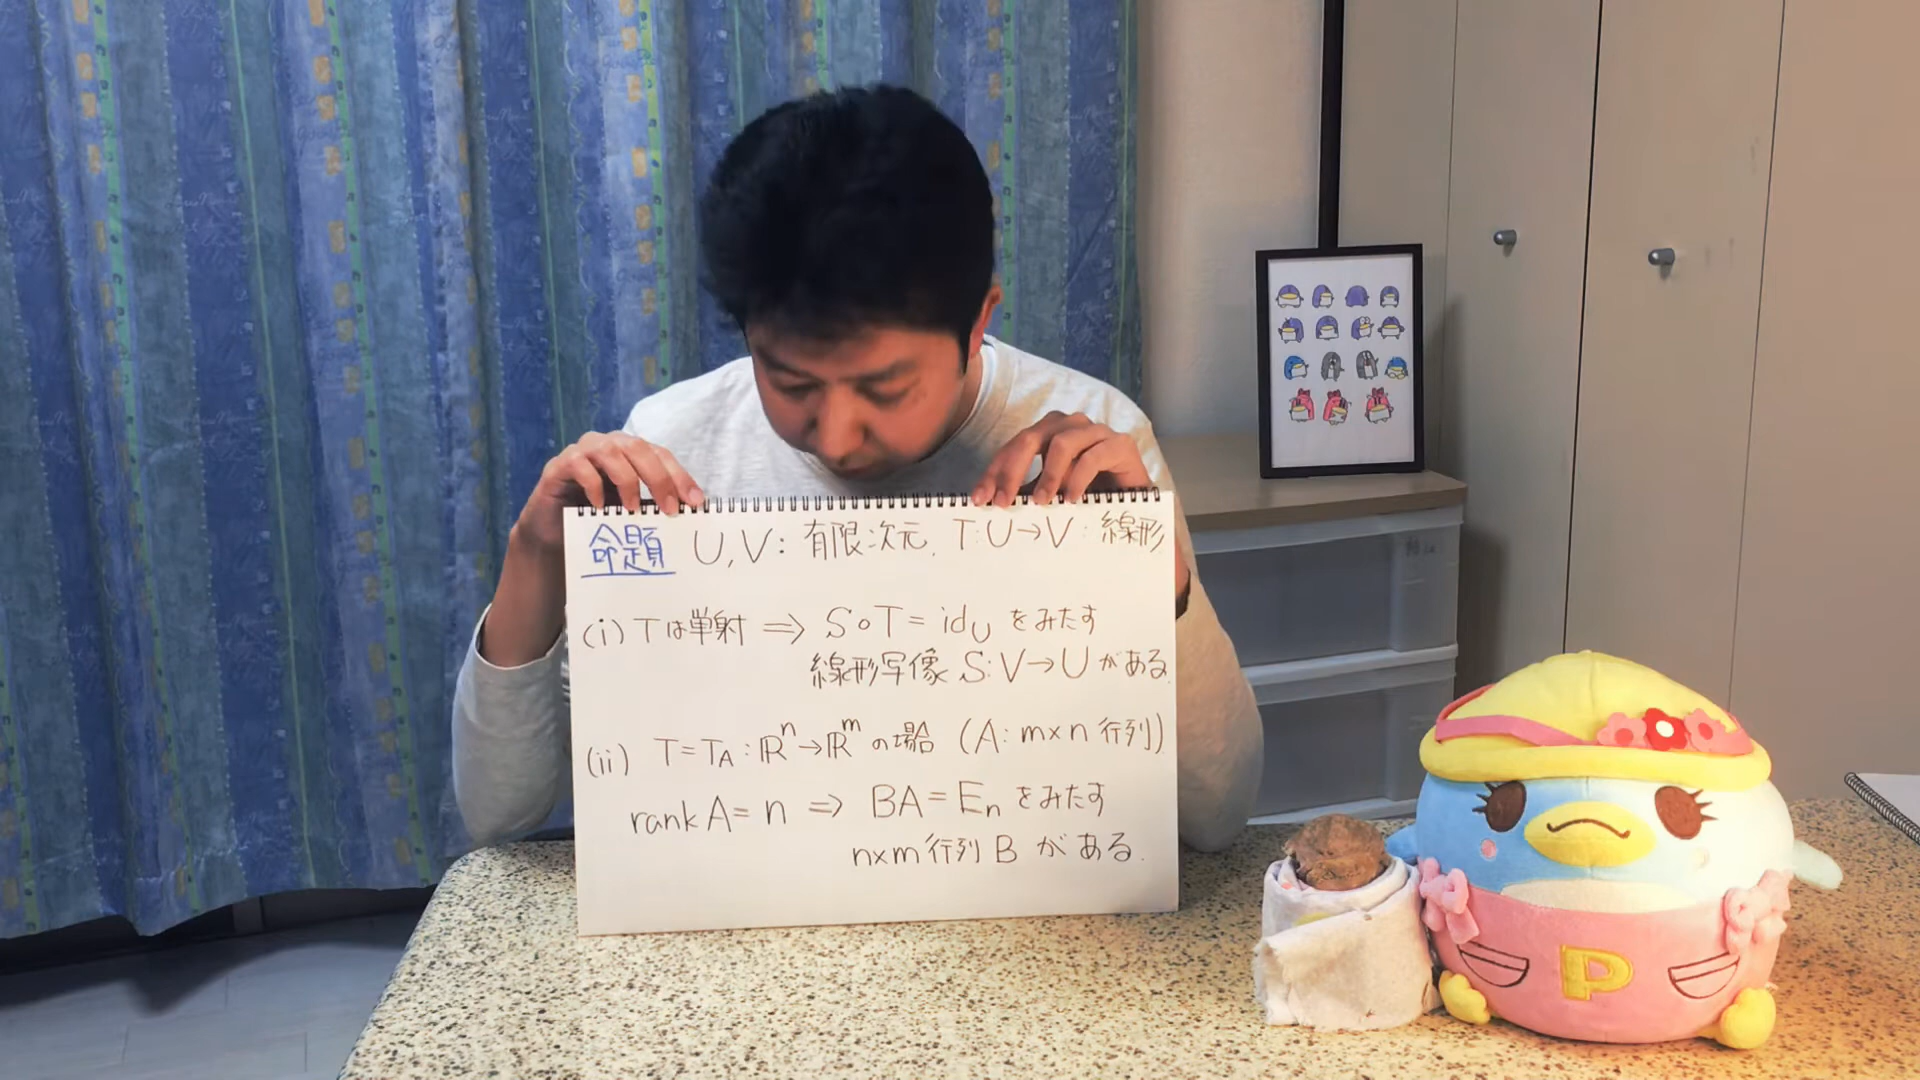 命題 U, V : 有限次元, T:U→V : 線形
(i) Tは単射 ⇒ S∘T = id_U をみたす
線形写像 S:V→U がある.
(ii) T=T_A : ℝ^n→ℝ^m の場合 (A: m×n 行列)
rank A = n ⇒ BA = E_n をみたす
n×m 行列 B がある.
P